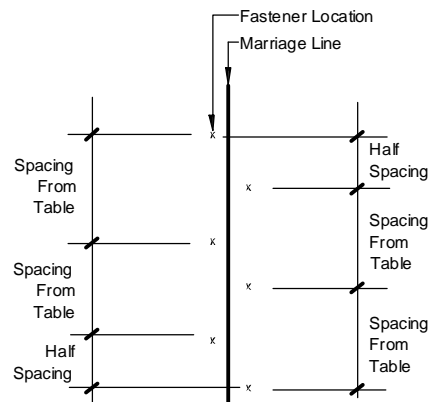 Fastener Location
Marriage Line
Spacing
From
Table
Spacing
From
Table
Half
Spacing
Half
Spacing
Spacing
From
Table
Spacing
From
Table
x
x
x
x
x
x